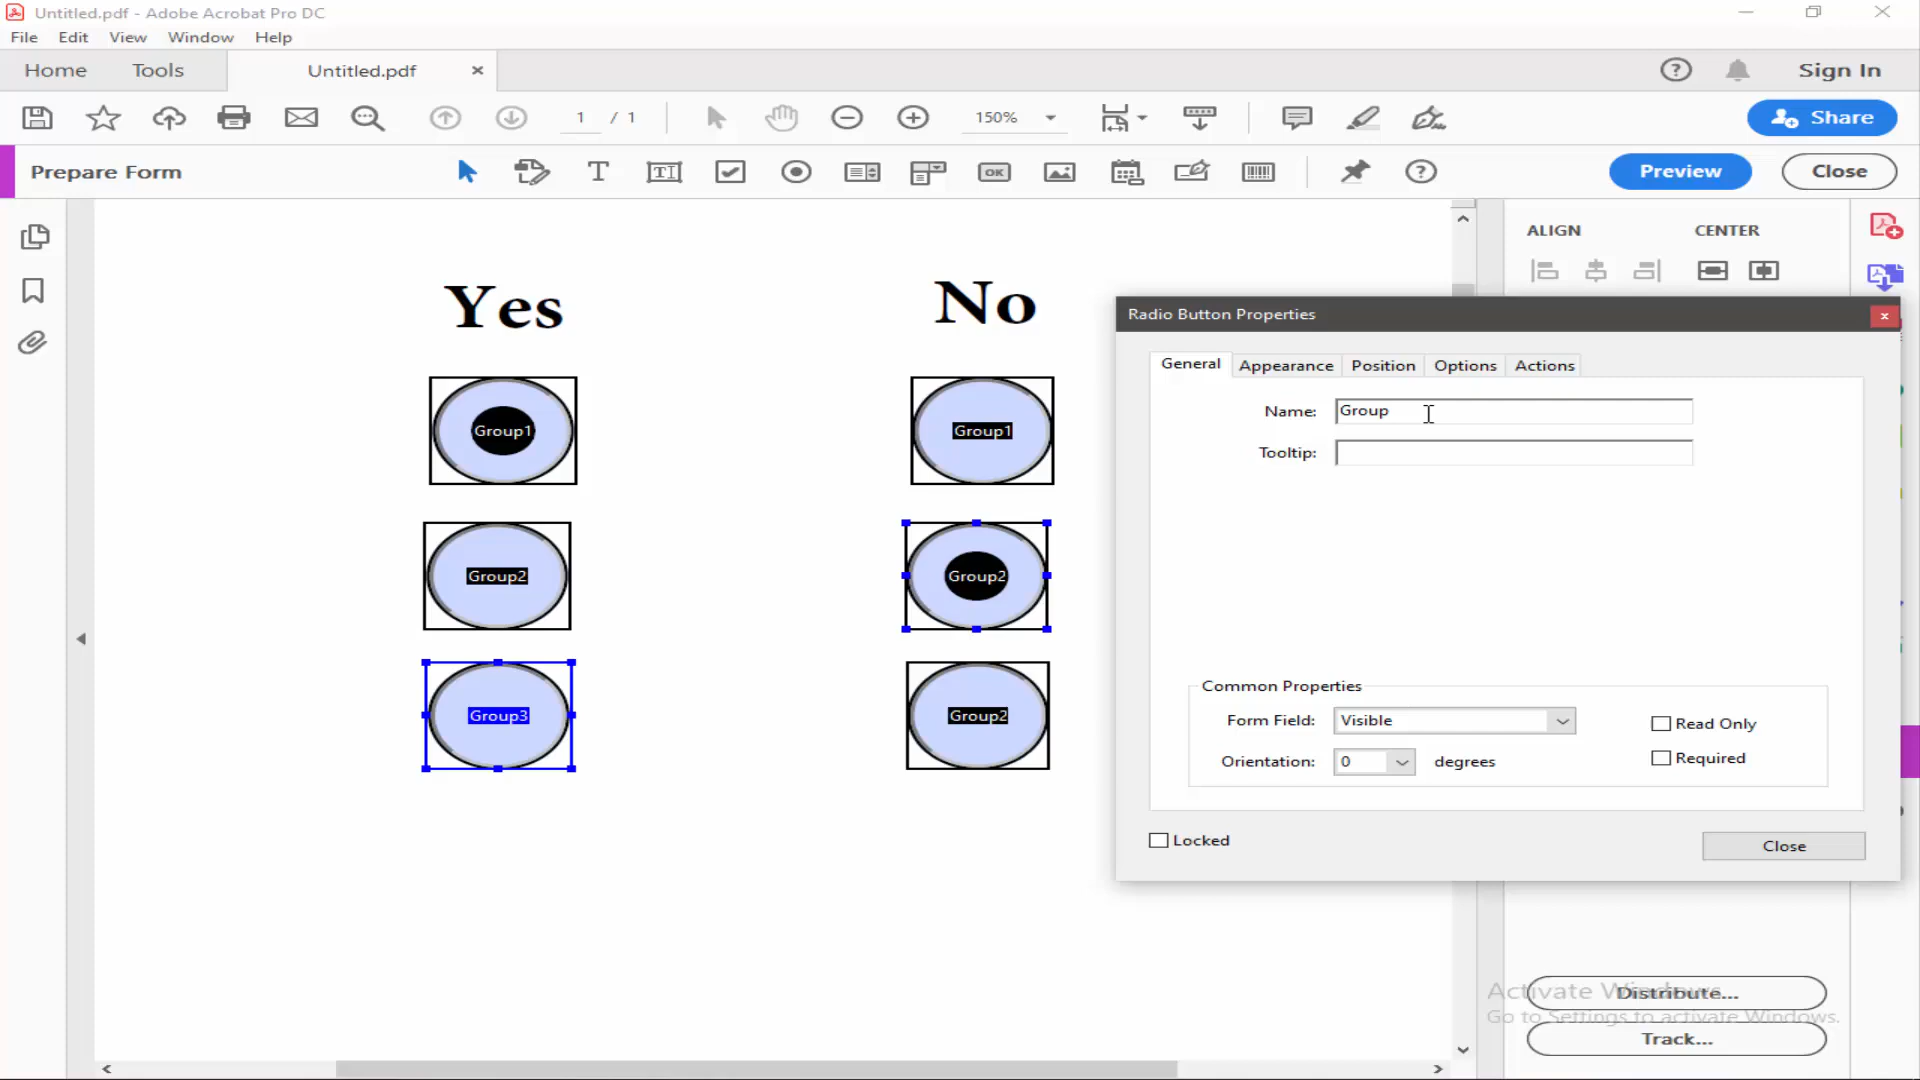 Untitled.pdf - Adobe Acrobat Pro DC
File Edit View Window Help
Home Tools Untitled.pdf × Sign In
1 / 1 150% Share
Prepare Form OK Preview Close
ALIGN CENTER
Yes No
Radio Button Properties
General Appearance Position Options Actions
Name: Group
Tooltip:
Group1 Group1
Group2 Group2
Group3 Group2
Common Properties
Form Field: Visible Read Only
Orientation: 0 degrees Required
Locked Close
Activate Windows
Distribute...
Go to Settings to activate Windows.
Track...